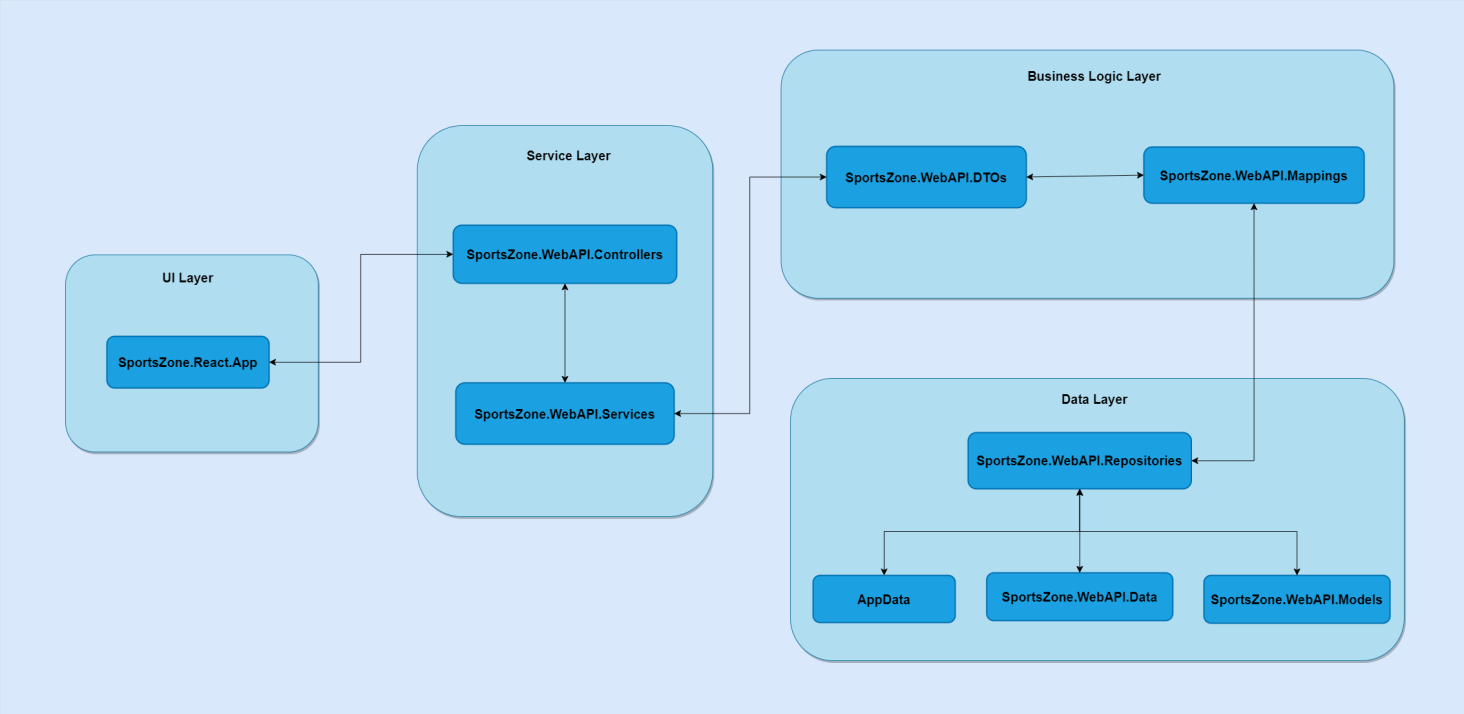 UI Layer
SportsZone.React.App
Service Layer
SportsZone.WebAPI.Controllers
SportsZone.WebAPI.Services
Business Logic Layer
SportsZone.WebAPI.DTOs
SportsZone.WebAPI.Mappings
Data Layer
SportsZone.WebAPI.Repositories
AppData
SportsZone.WebAPI.Data
SportsZone.WebAPI.Models